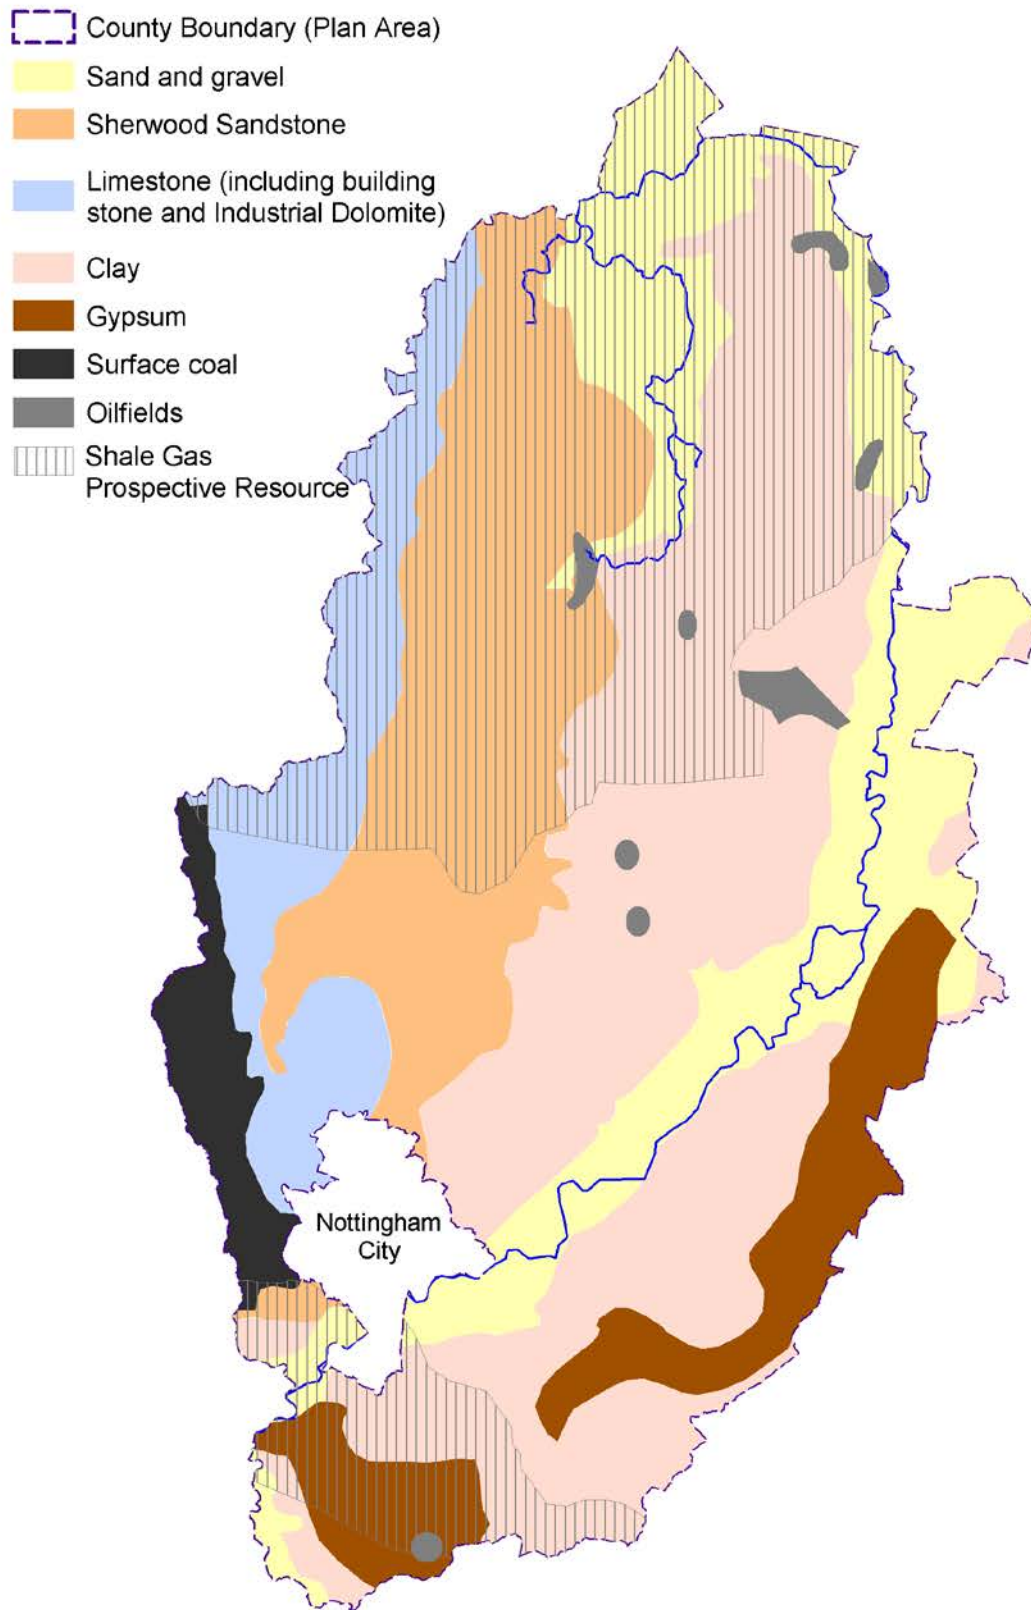 County Boundary (Plan Area)
Sand and gravel
Sherwood Sandstone
Limestone (including building
stone and Industrial Dolomite)
Clay
Gypsum
Surface coal
Oilfields
Shale Gas
Prospective Resource
Nottingham
City